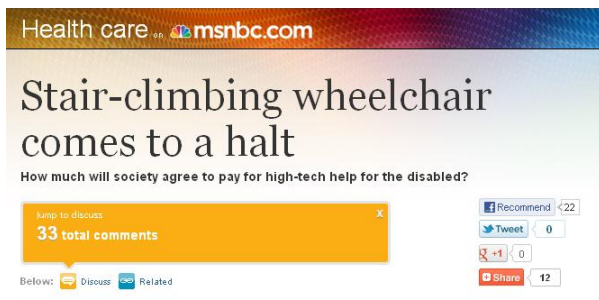 Health care on msnbc.com
Stair-climbing wheelchair
comes to a halt
How much will society agree to pay for high-tech help for the disabled?
Jump to discuss
x
33 total comments
Below: Discuss Related
Recommend 22
Tweet 0
+1 0
Share 12